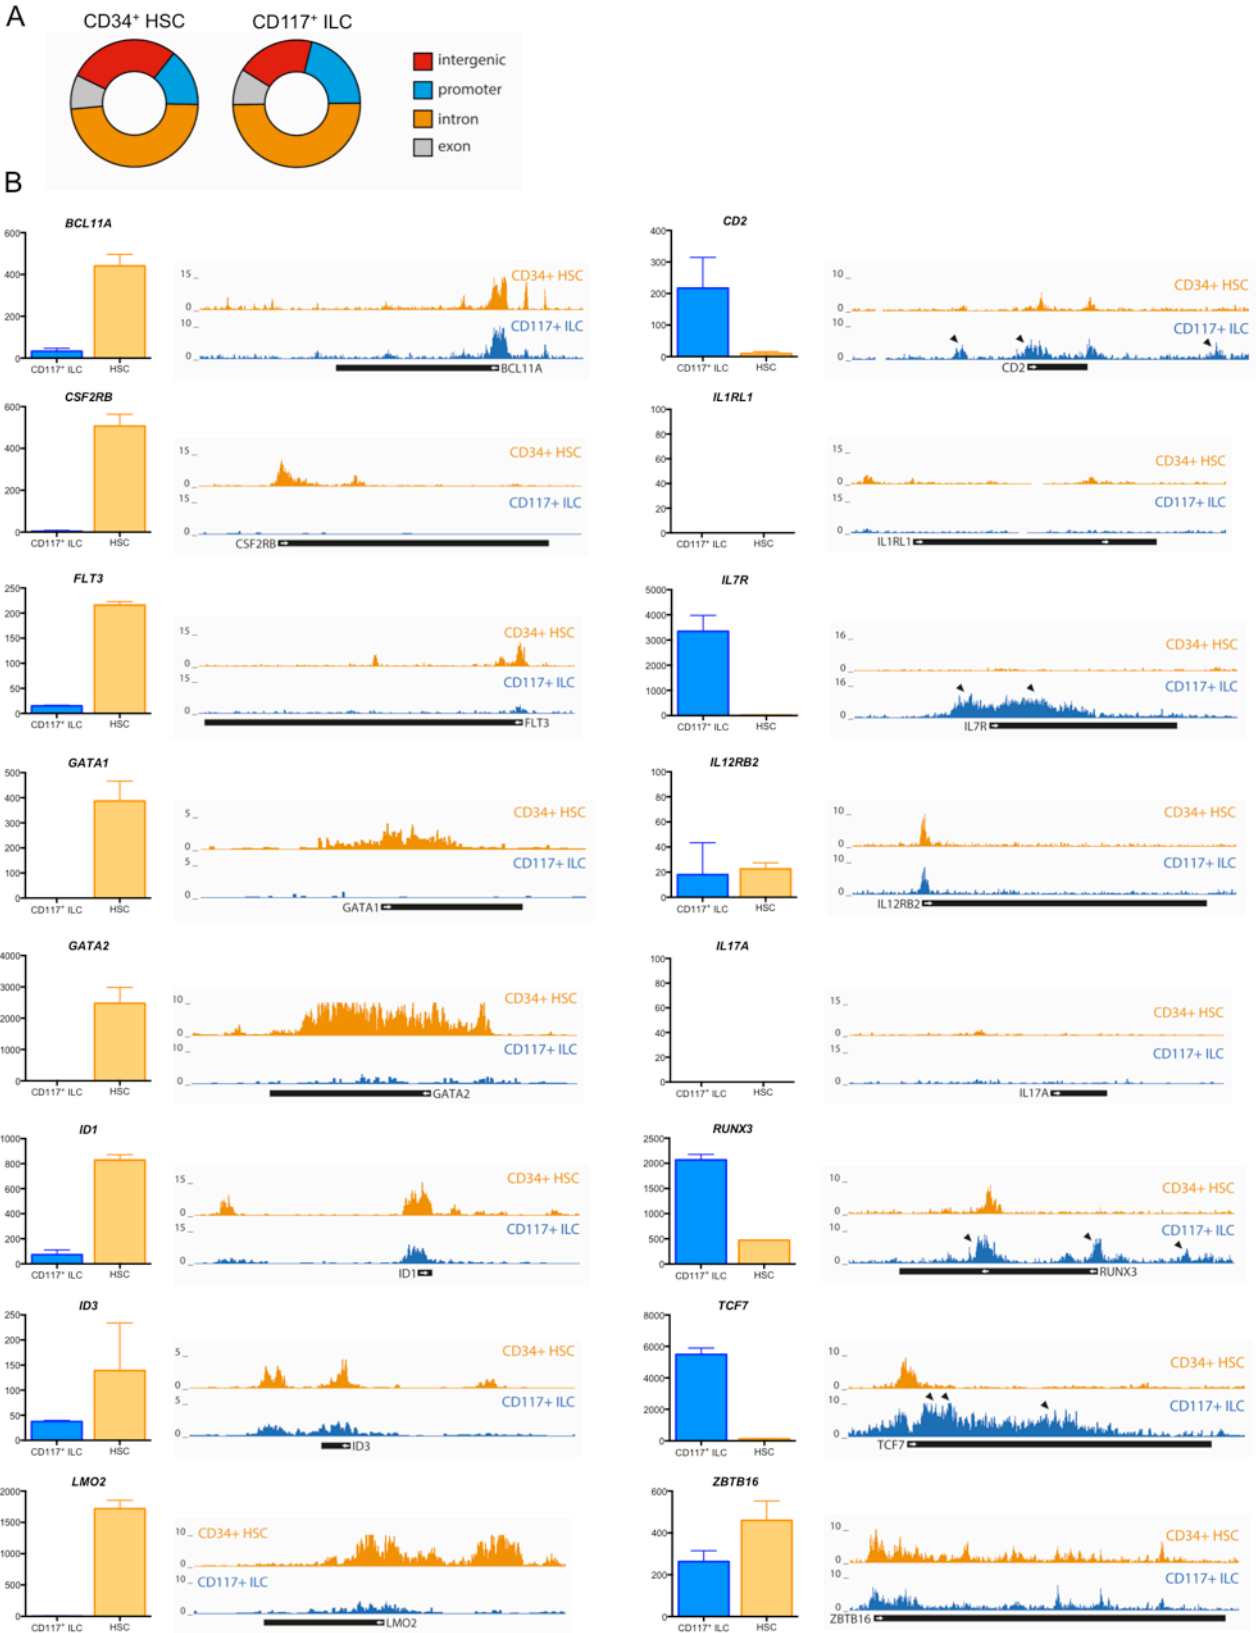 A
CD34⁺ HSC
CD117⁺ ILC
intergenic
promoter
intron
exon
B
BCL11A
600
400
200
0
CD117⁺ ILC
HSC
15
CD34+ HSC
0
10
CD117+ ILC
0
BCL11A
CD2
400
300
200
100
0
CD117⁺ ILC
HSC
10
CD34+ HSC
0
10
CD117+ ILC
0
CD2
CSF2RB
600
400
200
0
CD117⁺ ILC
HSC
15
CD34+ HSC
0
15
CD117+ ILC
0
CSF2RB
IL1RL1
100
80
60
40
20
0
CD117⁺ ILC
HSC
15
CD34+ HSC
0
15
CD117+ ILC
0
IL1RL1
FLT3
250
200
150
100
50
0
CD117⁺ ILC
HSC
15
CD34+ HSC
0
15
CD117+ ILC
0
FLT3
IL7R
5000
4000
3000
2000
1000
0
CD117⁺ ILC
HSC
16
CD34+ HSC
0
16
CD117+ ILC
0
IL7R
GATA1
500
400
300
200
100
0
CD117⁺ ILC
HSC
5
CD34+ HSC
0
5
CD117+ ILC
0
GATA1
IL12RB2
100
80
60
40
20
0
CD117⁺ ILC
HSC
10
CD34+ HSC
0
10
CD117+ ILC
0
IL12RB2
GATA2
4000
3000
2000
1000
0
CD117⁺ ILC
HSC
10
CD34+ HSC
0
10
CD117+ ILC
0
GATA2
IL17A
100
80
60
40
20
0
CD117⁺ ILC
HSC
15
CD34+ HSC
0
15
CD117+ ILC
0
IL17A
ID1
1000
800
600
400
200
0
CD117⁺ ILC
HSC
15
CD34+ HSC
0
15
CD117+ ILC
0
ID1
RUNX3
2500
2000
1500
1000
500
0
CD117⁺ ILC
HSC
10
CD34+ HSC
0
10
CD117+ ILC
0
RUNX3
ID3
250
200
150
100
50
0
CD117⁺ ILC
HSC
5
CD34+ HSC
0
5
CD117+ ILC
0
ID3
TCF7
8000
6000
4000
2000
0
CD117⁺ ILC
HSC
10
CD34+ HSC
0
10
CD117+ ILC
0
TCF7
LMO2
2000
1500
1000
500
0
CD117⁺ ILC
HSC
10
CD34+ HSC
0
10
CD117+ ILC
0
LMO2
ZBTB16
600
400
200
0
CD117⁺ ILC
HSC
10
CD34+ HSC
0
10
CD117+ ILC
0
ZBTB16